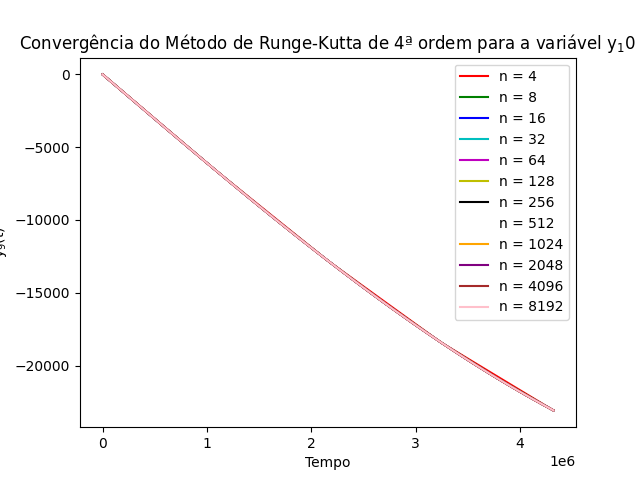 Convergência do Método de Runge-Kutta de 4ª ordem para a variável y₁0
0
−5000
−10000
−15000
−20000
n = 4
n = 8
n = 16
n = 32
n = 64
n = 128
n = 256
n = 512
n = 1024
n = 2048
n = 4096
n = 8192
0
1
2
3
4
1e6
Tempo